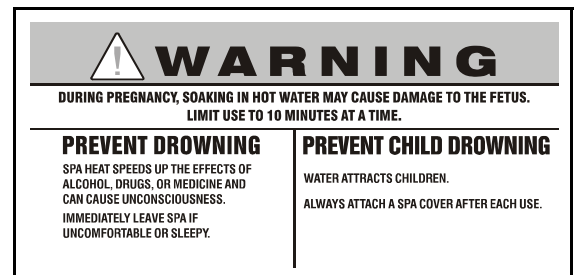 WARNING
DURING PREGNANCY, SOAKING IN HOT WATER MAY CAUSE DAMAGE TO THE FETUS.
LIMIT USE TO 10 MINUTES AT A TIME.
PREVENT DROWNING
SPA HEAT SPEEDS UP THE EFFECTS OF
ALCOHOL, DRUGS, OR MEDICINE AND
CAN CAUSE UNCONSCIOUSNESS.
IMMEDIATELY LEAVE SPA IF
UNCOMFORTABLE OR SLEEPY.
PREVENT CHILD DROWNING
WATER ATTRACTS CHILDREN.
ALWAYS ATTACH A SPA COVER AFTER EACH USE.